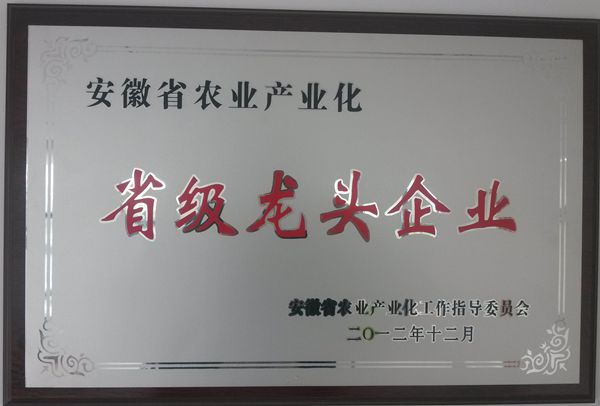 安徽省农业产业化
省级龙头企业
安徽省农业产业化工作指导委员会
二〇一二年十二月